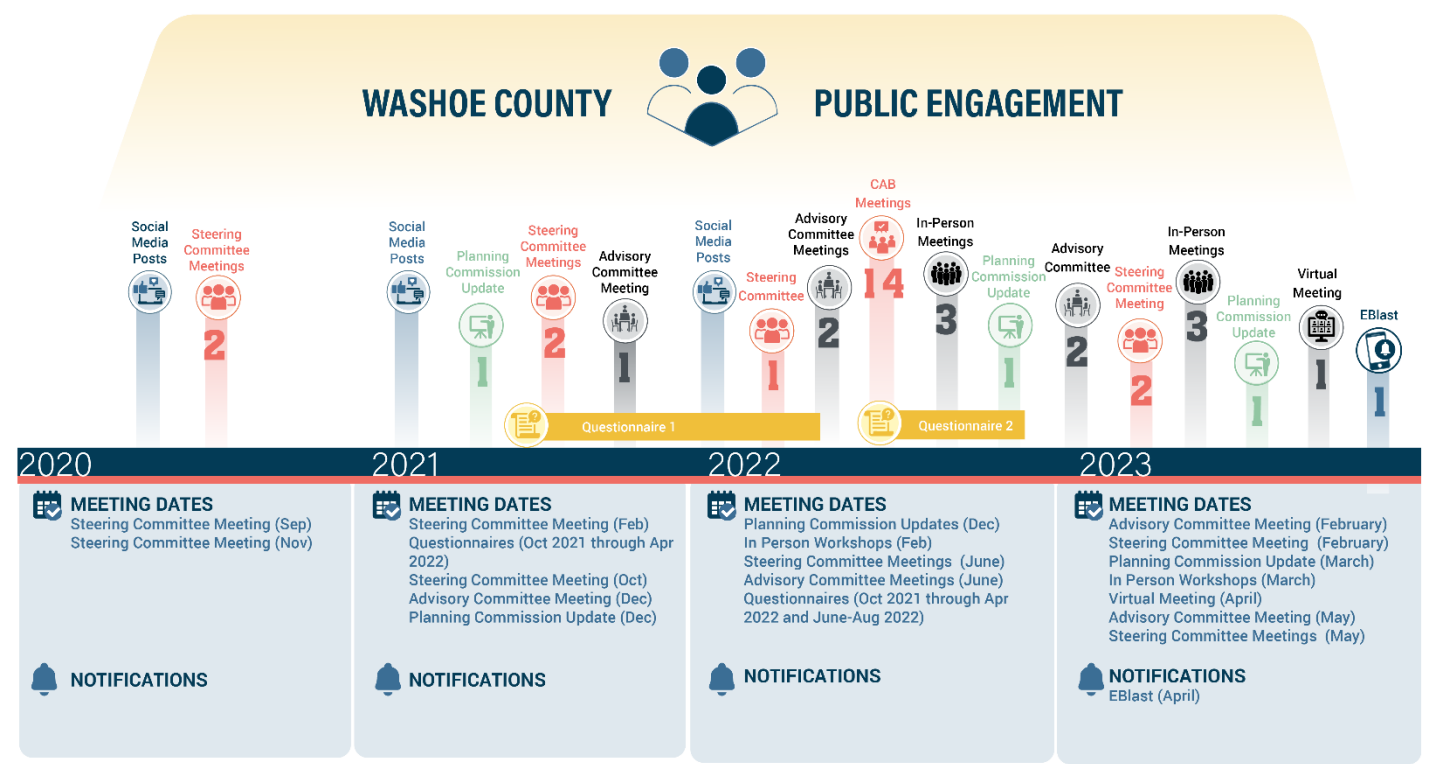 WASHOE COUNTY
PUBLIC ENGAGEMENT
Social
Media
Posts
Steering
Committee
Meetings
2
Social
Media
Posts
Planning
Commission
Update
1
Steering
Committee
Meetings
2
Advisory
Committee
Meeting
1
Social
Media
Posts
Steering
Committee
1
Advisory
Committee
Meetings
2
CAB
Meetings
14
In-Person
Meetings
3
Planning
Commission
Update
1
Advisory
Committee
2
Steering
Committee
Meeting
2
In-Person
Meetings
3
Planning
Commission
Update
1
Virtual
Meeting
1
EBlast
1
Questionnaire 1
Questionnaire 2
2020
MEETING DATES
Steering Committee Meeting (Sep)
Steering Committee Meeting (Nov)
NOTIFICATIONS
2021
MEETING DATES
Steering Committee Meeting (Feb)
Questionnaires (Oct 2021 through Apr
2022)
Steering Committee Meeting (Oct)
Advisory Committee Meeting (Dec)
Planning Commission Update (Dec)
NOTIFICATIONS
2022
MEETING DATES
Planning Commission Updates (Dec)
In Person Workshops (Feb)
Steering Committee Meetings (June)
Advisory Committee Meetings (June)
Questionnaires (Oct 2021 through Apr
2022 and June-Aug 2022)
NOTIFICATIONS
2023
MEETING DATES
Advisory Committee Meeting (February)
Steering Committee Meeting (February)
Planning Commission Update (March)
In Person Workshops (March)
Virtual Meeting (April)
Advisory Committee Meeting (May)
Steering Committee Meetings (May)
NOTIFICATIONS
EBlast (April)